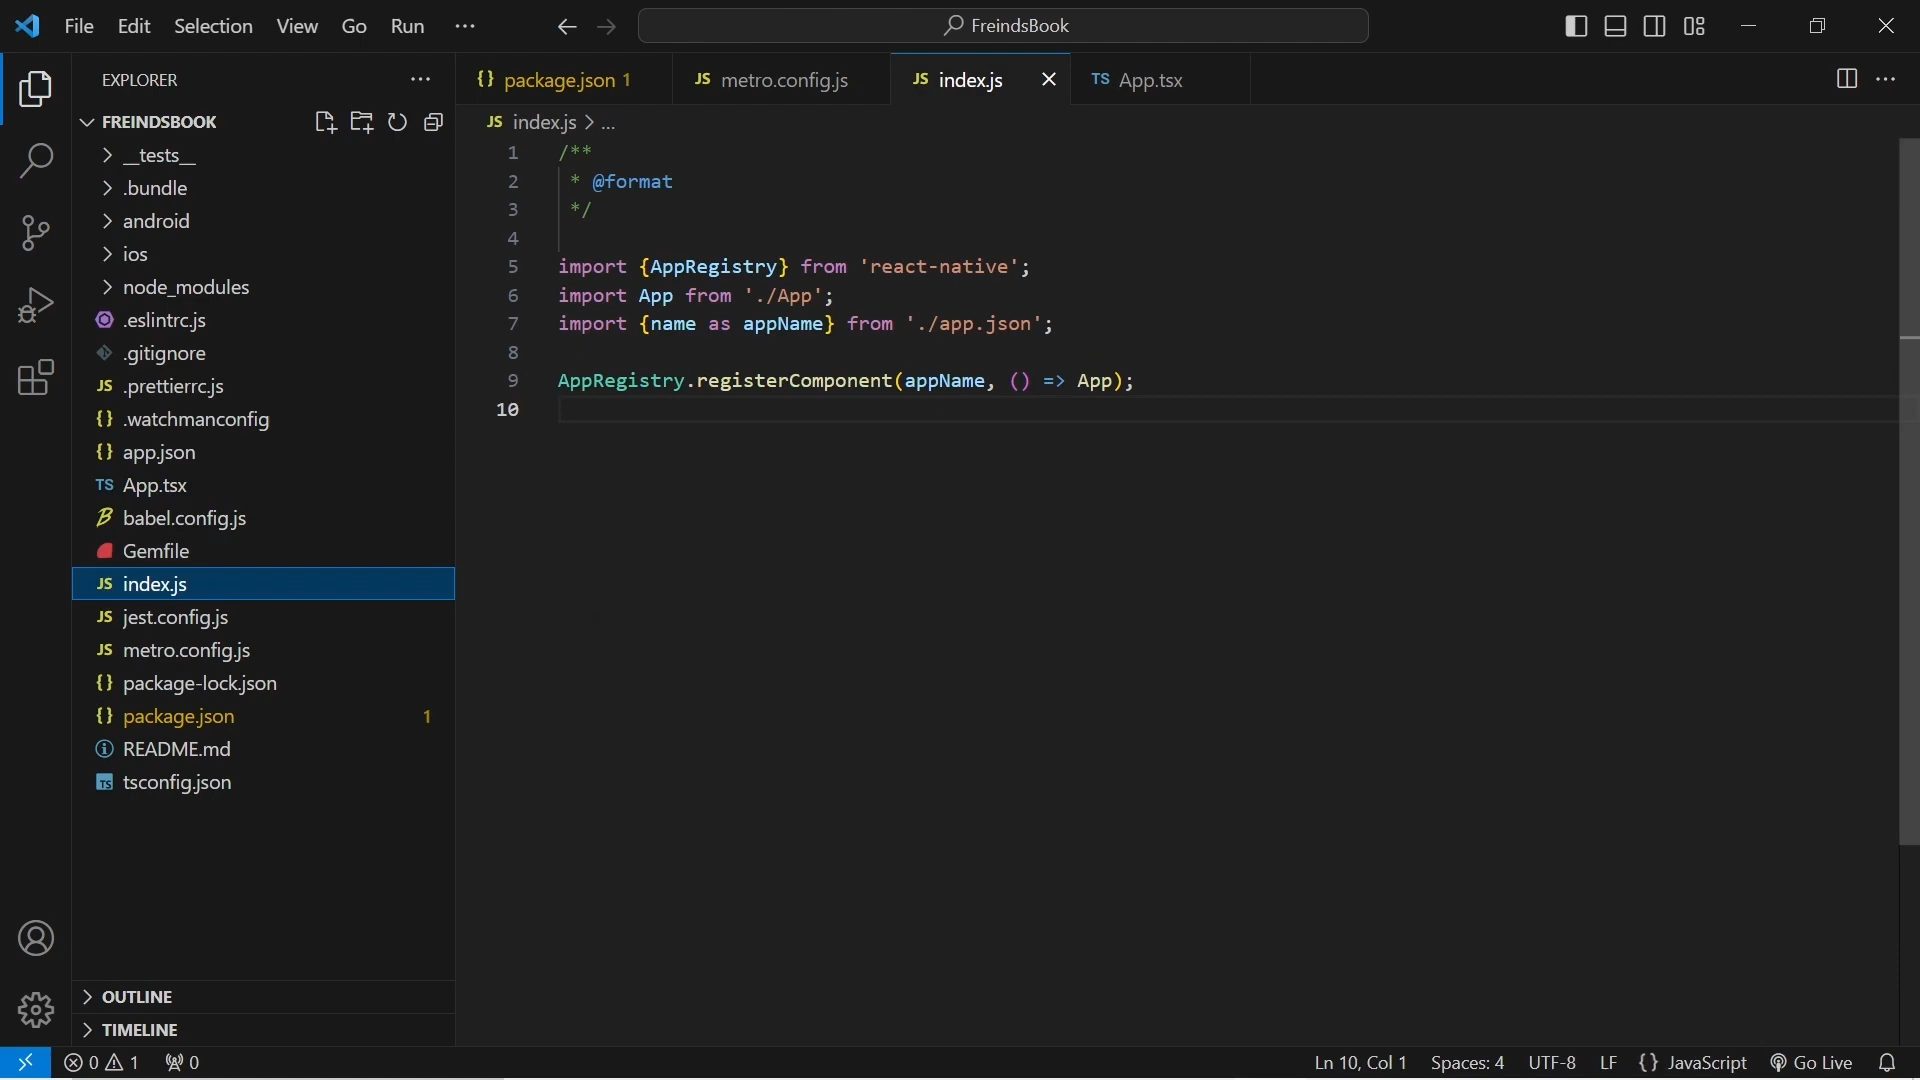 File Edit Selection View Go Run ···
FreindsBook
EXPLORER ···
FREINDSBOOK
__tests__
.bundle
android
ios
node_modules
.eslintrc.js
.gitignore
JS .prettierrc.js
{} .watchmanconfig
{} app.json
TS App.tsx
babel.config.js
Gemfile
JS index.js
JS jest.config.js
JS metro.config.js
{} package-lock.json
{} package.json 1
README.md
TS tsconfig.json
OUTLINE
TIMELINE
{} package.json 1
JS metro.config.js
JS index.js
TS App.tsx
JS index.js > ...
1 /**
2 * @format
3 */
4
5 import {AppRegistry} from 'react-native';
6 import App from './App';
7 import {name as appName} from './app.json';
8
9 AppRegistry.registerComponent(appName, () => App);
10
0 1 0
Ln 10, Col 1 Spaces: 4 UTF-8 LF {} JavaScript Go Live